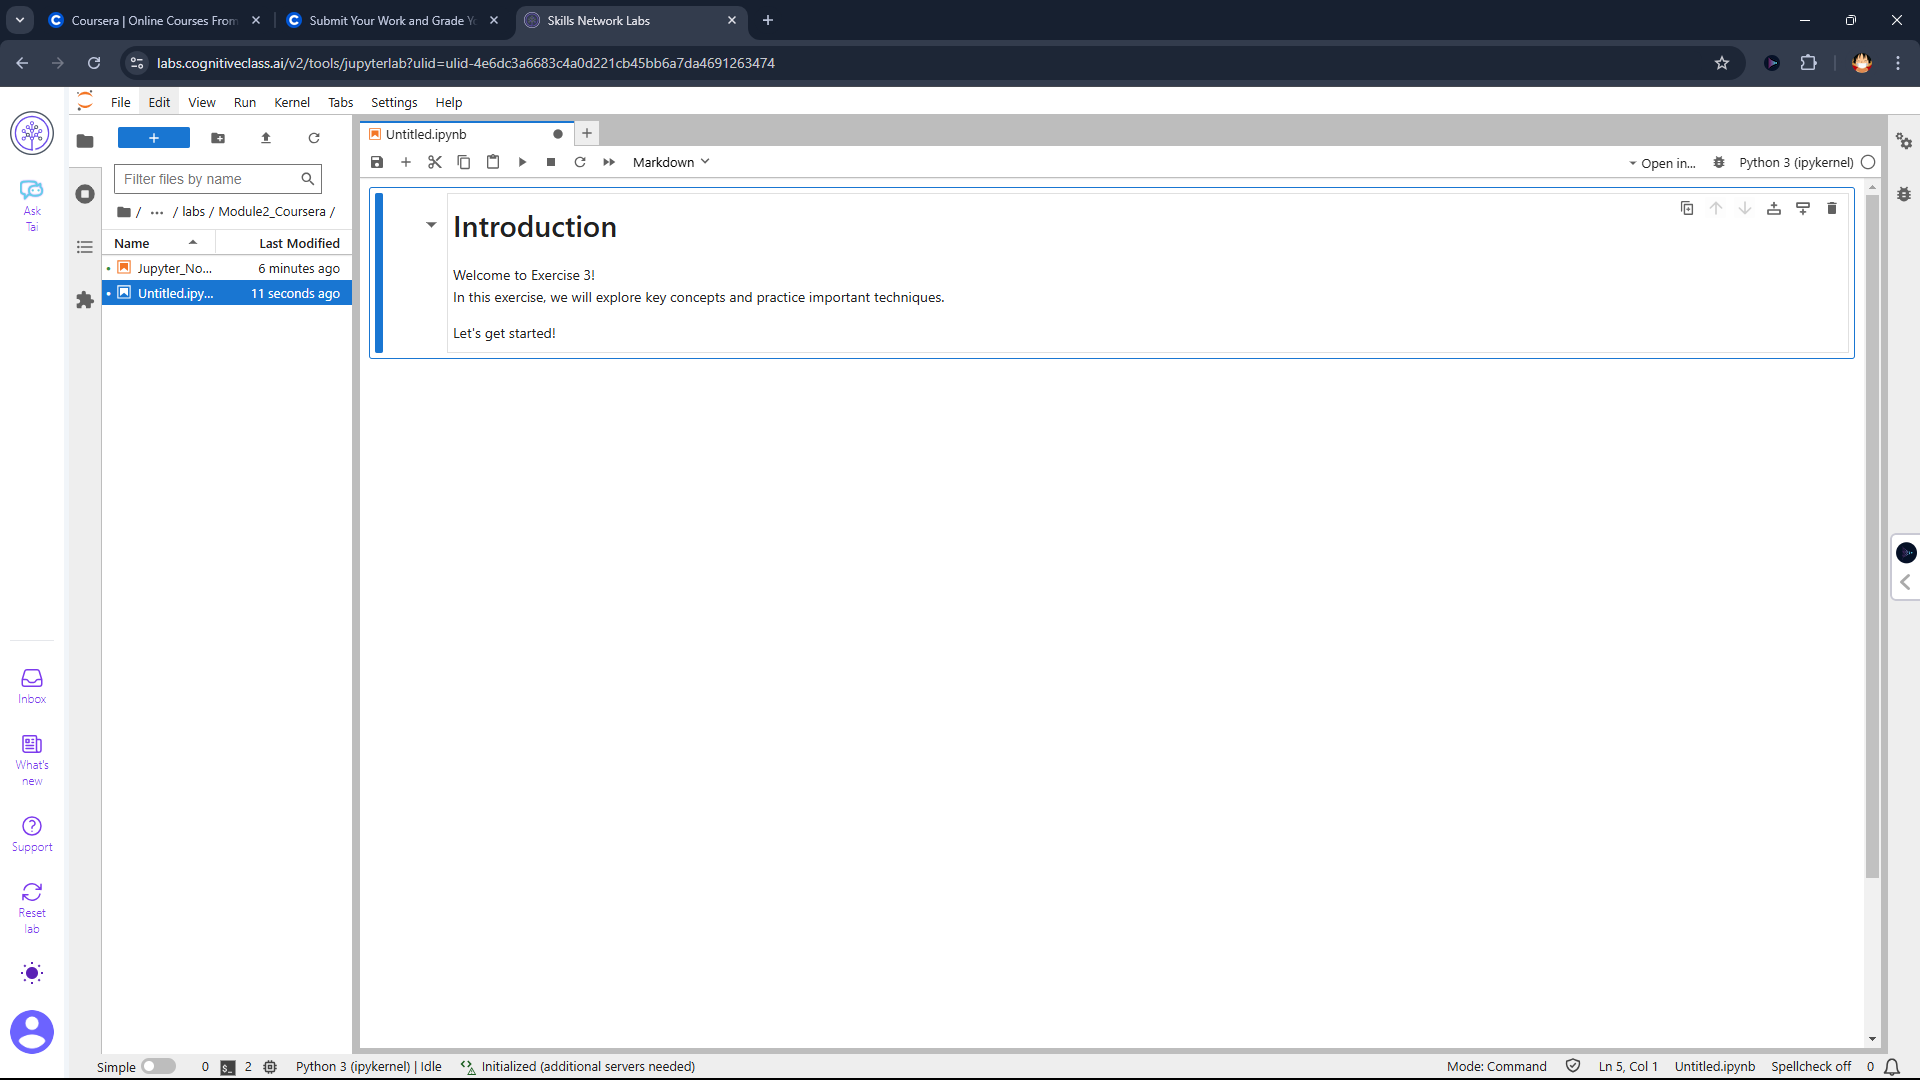 Coursera | Online Courses From
Submit Your Work and Grade Yo
Skills Network Labs
labs.cognitiveclass.ai/v2/tools/jupyterlab?ulid=ulid-4e6dc3a6683c4a0d221cb45bb6a7da4691263474
File Edit View Run Kernel Tabs Settings Help
Ask
Tai
Inbox
What's
new
Support
Reset
lab
Filter files by name
/ ··· / labs / Module2_Coursera /
Name Last Modified
Jupyter_No... 6 minutes ago
Untitled.ipy... 11 seconds ago
Untitled.ipynb
Markdown
Open in...
Python 3 (ipykernel)
Introduction
Welcome to Exercise 3!
In this exercise, we will explore key concepts and practice important techniques.
Let's get started!
Simple 0 $_ 2 Python 3 (ipykernel) | Idle Initialized (additional servers needed)
Mode: Command Ln 5, Col 1 Untitled.ipynb Spellcheck off 0